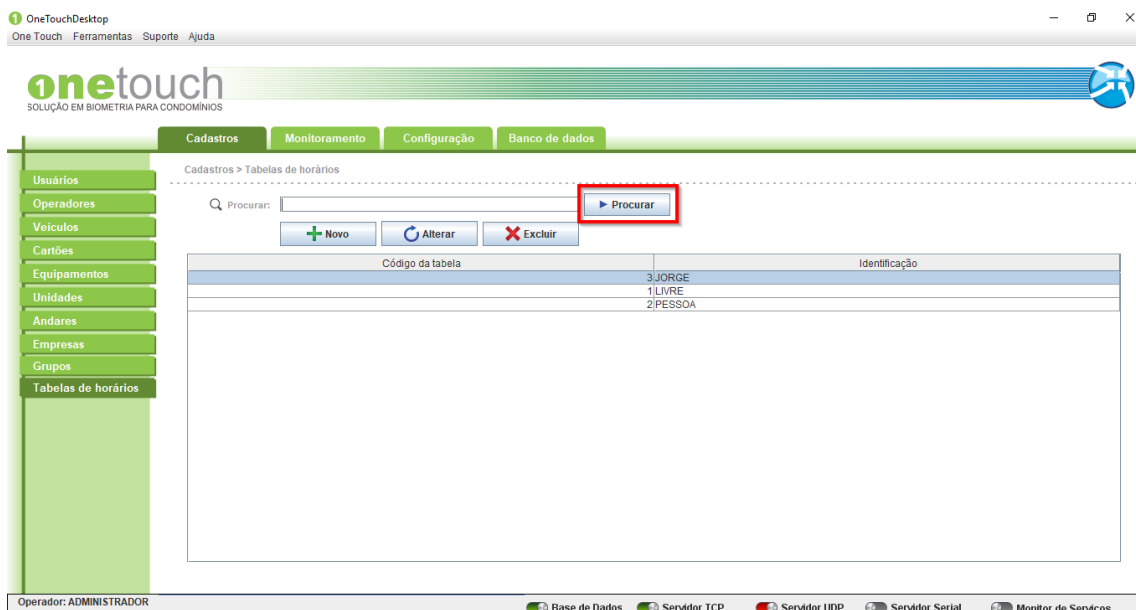 OneTouchDesktop
One Touch Ferramentas Suporte Ajuda
1 onetouch
SOLUÇÃO EM BIOMETRIA PARA CONDOMÍNIOS
Cadastros Monitoramento Configuração Banco de dados
Cadastros > Tabelas de horários
Usuários
Operadores
Veículos
Cartões
Equipamentos
Unidades
Andares
Empresas
Grupos
Tabelas de horários
Procurar: Procurar
Novo Alterar Excluir
Código da tabela Identificação
3 JORGE
1 LIVRE
2 PESSOA
Operador: ADMINISTRADOR
Base de Dados Servidor TCP Servidor UDP Servidor Serial Monitor de Serviços